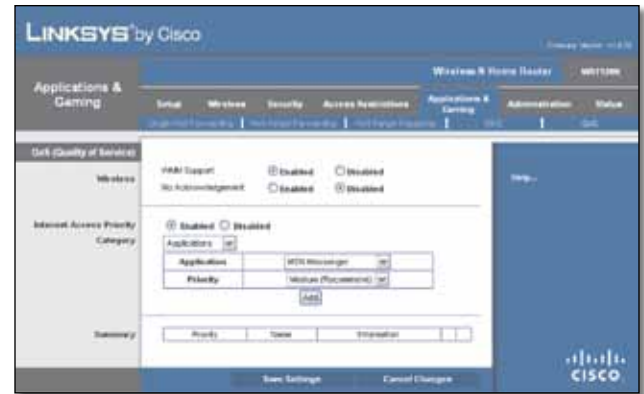 LINKSYS® by Cisco
Applications & Gaming
Wireless-N Home Router
Setup Wireless Security Access Restrictions Applications & Gaming Administration Status
QoS
QoS (Quality of Service)
Wireless
WMM Support Enabled Disabled
No Acknowledgement Enabled Disabled
Help...
Internet Access Priority
Enabled Disabled
Category
Applications
Application MSN Messenger
Priority Medium (Recommend)
Add
Summary
Priority Name Information
Save Settings Cancel Changes
CISCO